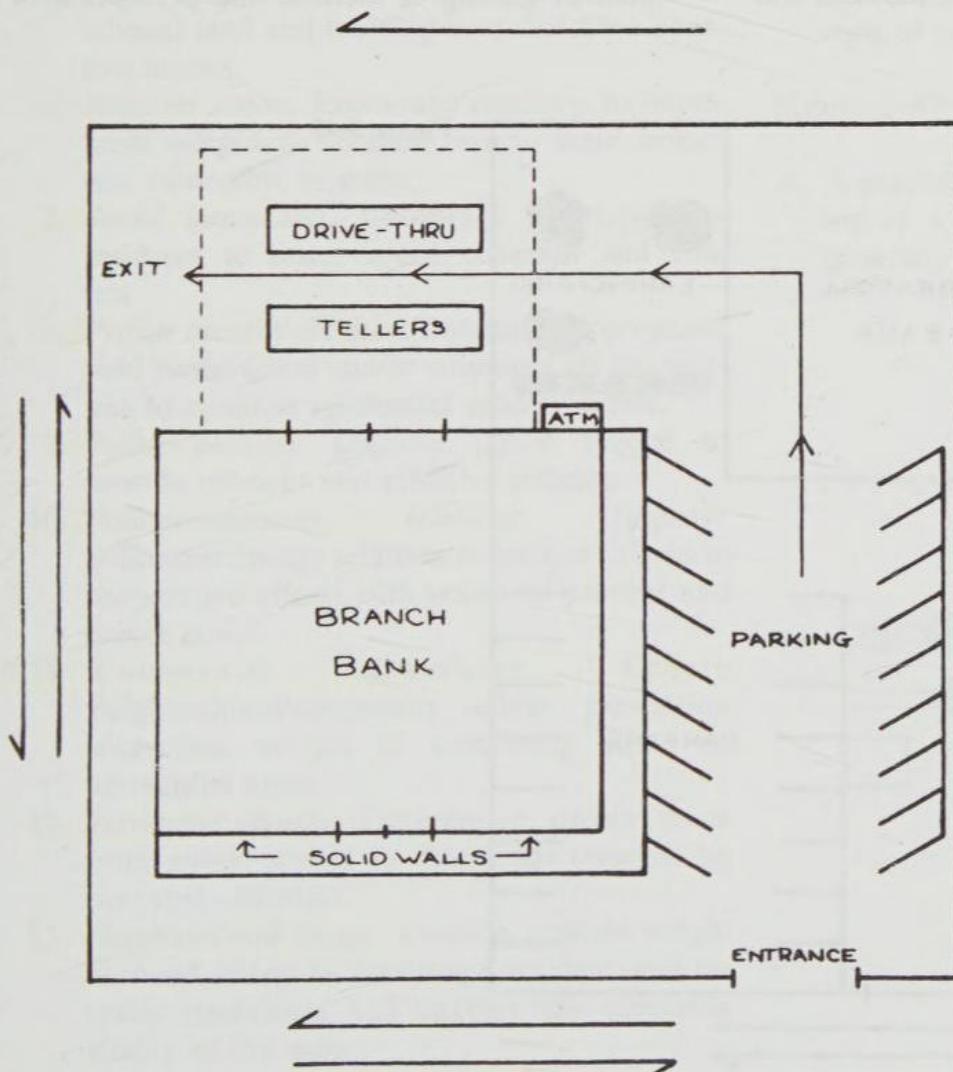 DRIVE-THRU
EXIT
TELLERS
ATM
BRANCH
BANK
PARKING
SOLID WALLS
ENTRANCE